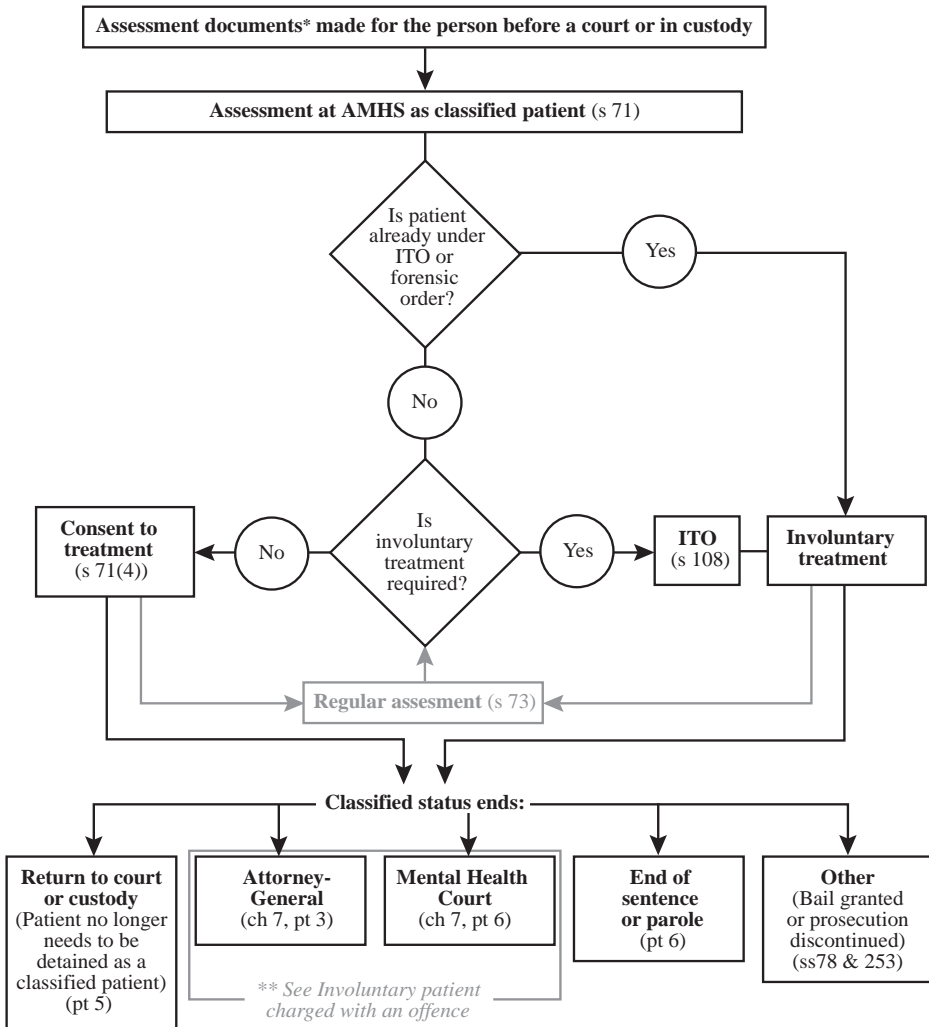 Assessment documents* made for the person before a court or in custody
Assessment at AMHS as classified patient (s 71)
Is patient
already under
ITO or
forensic
order?
Yes
No
Consent to
treatment
(s 71(4))
No
Is
involuntary
treatment
required?
Yes
ITO
(s 108)
Involuntary
treatment
Regular assesment (s 73)
Classified status ends:
Return to court
or custody
(Patient no longer
needs to be
detained as a
classified patient)
(pt 5)
Attorney-
General
(ch 7, pt 3)
Mental Health
Court
(ch 7, pt 6)
End of
sentence
or parole
(pt 6)
Other
(Bail granted
or prosecution
discontinued)
(ss78 & 253)
** See Involuntary patient
charged with an offence